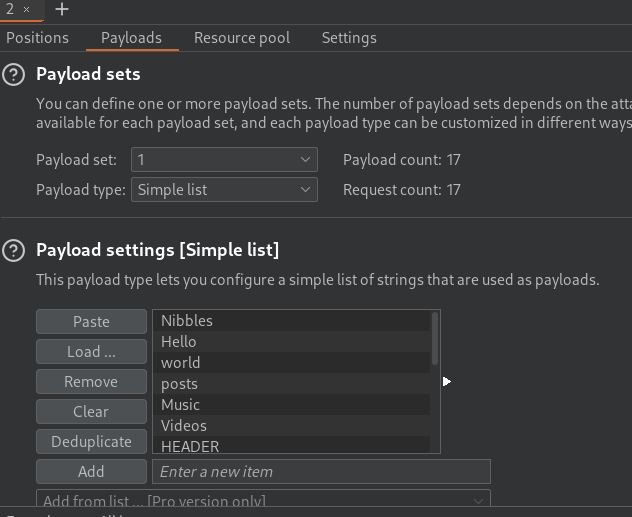 2 × +
Positions Payloads Resource pool Settings
? Payload sets
You can define one or more payload sets. The number of payload sets depends on the
available for each payload set, and each payload type can be customized in different ways
Payload set: 1 Payload count: 17
Payload type: Simple list Request count: 17
? Payload settings [Simple list]
This payload type lets you configure a simple list of strings that are used as payloads.
Paste
Load ...
Remove
Clear
Deduplicate
Nibbles
Hello
world
posts
Music
Videos
HEADER
Add Enter a new item
Add from list ... [Pro version only]